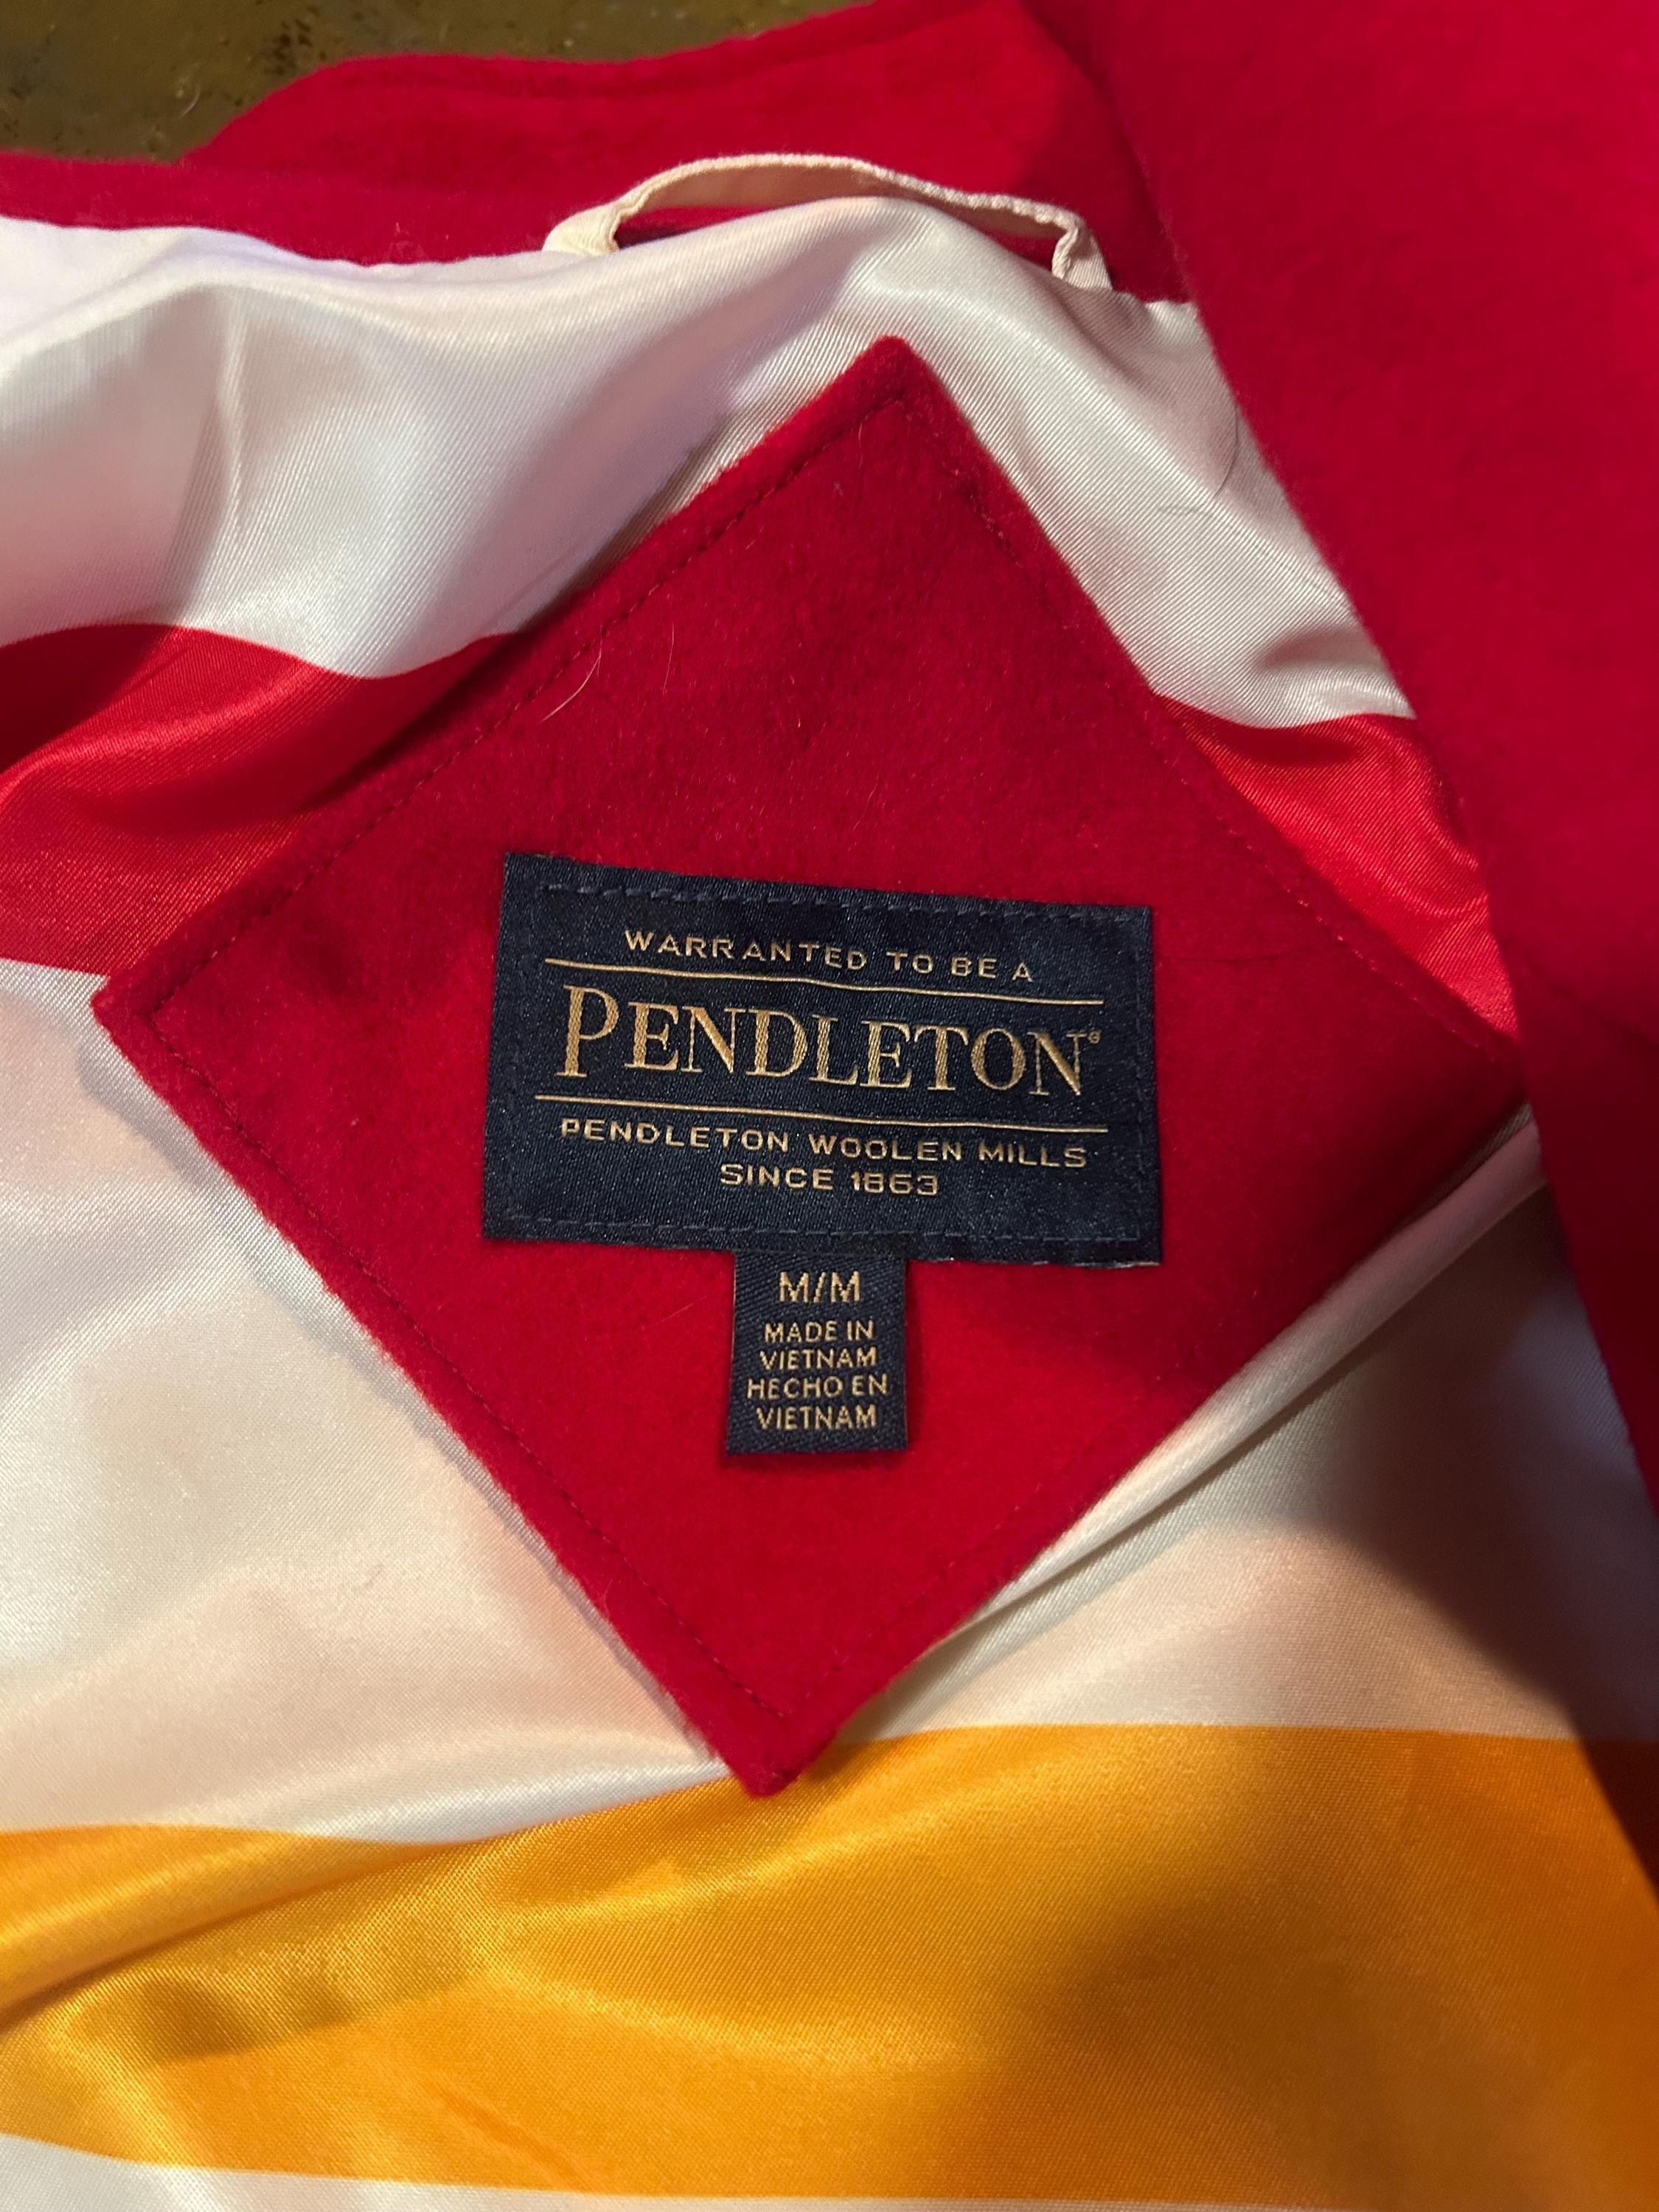 WARRANTED TO BE A
PENDLETON®
PENDLETON WOOLEN MILLS
SINCE 1863
M/M
MADE IN
VIETNAM
HECHO EN
VIETNAM